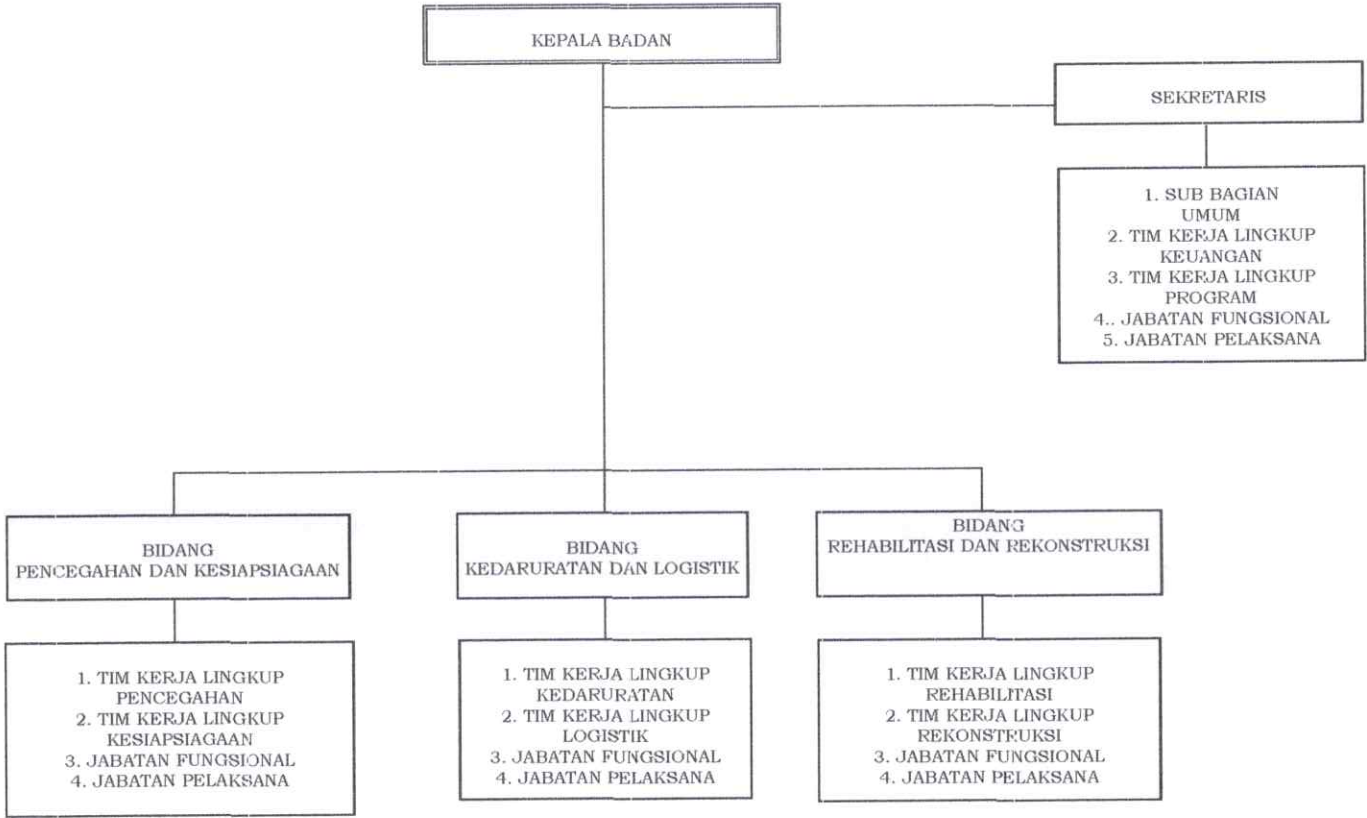 KEPALA BADAN
SEKRETARIS
1. SUB BAGIAN
UMUM
2. TIM KERJA LINGKUP
KEUANGAN
3. TIM KERJA LINGKUP
PROGRAM
4.. JABATAN FUNGSIONAL
5. JABATAN PELAKSANA
BIDANG
PENCEGAHAN DAN KESIAPSIAGAAN
BIDANG
KEDARURATAN DAN LOGISTIK
BIDANG
REHABILITASI DAN REKONSTRUKSI
1. TIM KERJA LINGKUP
PENCEGAHAN
2. TIM KERJA LINGKUP
KESIAPSIAGAAN
3. JABATAN FUNGSIONAL
4. JABATAN PELAKSANA
1. TIM KERJA LINGKUP
KEDARURATAN
2. TIM KERJA LINGKUP
LOGISTIK
3. JABATAN FUNGSIONAL
4. JABATAN PELAKSANA
1. TIM KERJA LINGKUP
REHABILITASI
2. TIM KERJA LINGKUP
REKONSTRUKSI
3. JABATAN FUNGSIONAL
4. JABATAN PELAKSANA